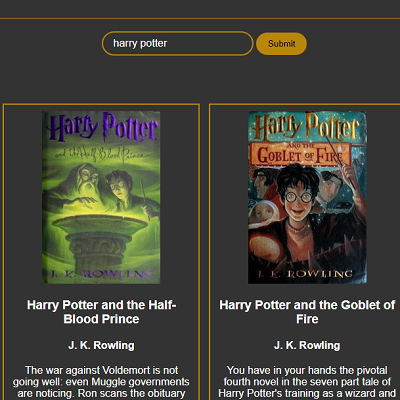 harry potter Submit
Harry Potter
and the Half-Blood Prince
J. K. ROWLING
Harry Potter
AND THE
GOBLET OF FIRE
J. K. ROWLING
Harry Potter and the Half-
Blood Prince
J. K. Rowling
The war against Voldemort is not
going well: even Muggle governments
are noticing. Ron scans the obituary
Harry Potter and the Goblet of
Fire
J. K. Rowling
You have in your hands the pivotal
fourth novel in the seven part tale of
Harry Potter's training as a wizard and